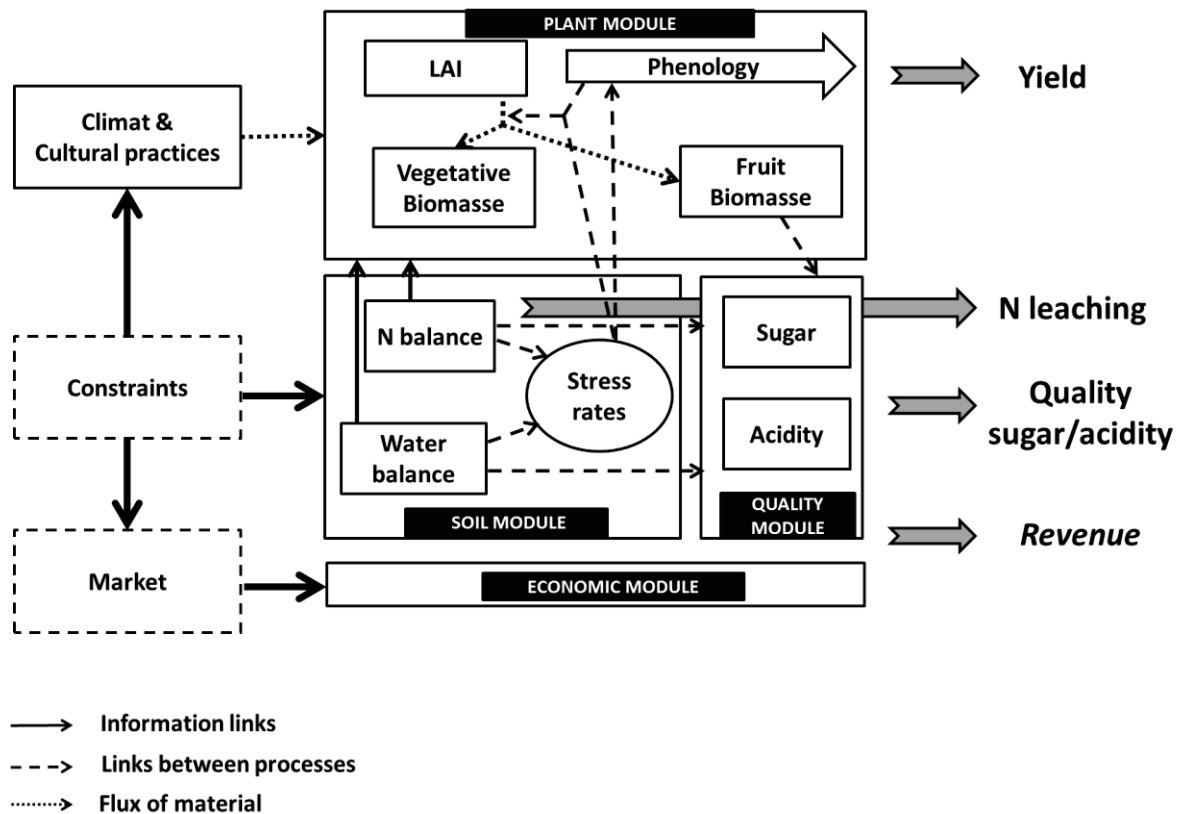 PLANT MODULE
LAI
Phenology
Yield
Climat &
Cultural practices
Vegetative
Biomasse
Fruit
Biomasse
N balance
Sugar
N leaching
Constraints
Stress
rates
Quality
sugar/acidity
Water
balance
Acidity
SOIL MODULE
QUALITY
MODULE
Revenue
Market
ECONOMIC MODULE
Information links
Links between processes
Flux of material